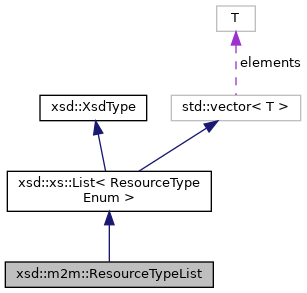 T
elements
xsd::XsdType
std::vector< T >
xsd::xs::List< ResourceType
Enum >
xsd::m2m::ResourceTypeList